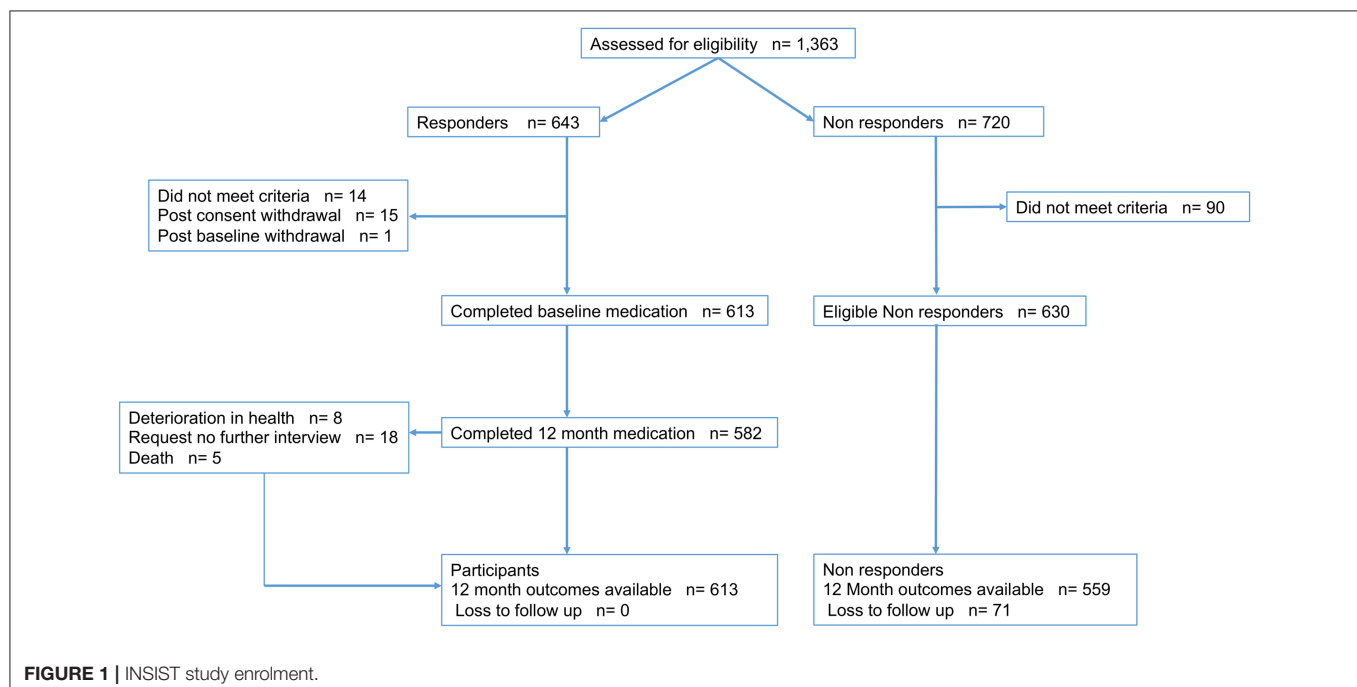 Assessed for eligibility n= 1,363
Responders n= 643
Non responders n= 720
Did not meet criteria n= 14
Post consent withdrawal n= 15
Post baseline withdrawal n= 1
Did not meet criteria n= 90
Completed baseline medication n= 613
Eligible Non responders n= 630
Deterioration in health n= 8
Request no further interview n= 18
Death n= 5
Completed 12 month medication n= 582
Participants
12 month outcomes available n= 613
Loss to follow up n= 0
Non responders
12 Month outcomes available n= 559
Loss to follow up n= 71
FIGURE 1 | INSIST study enrolment.